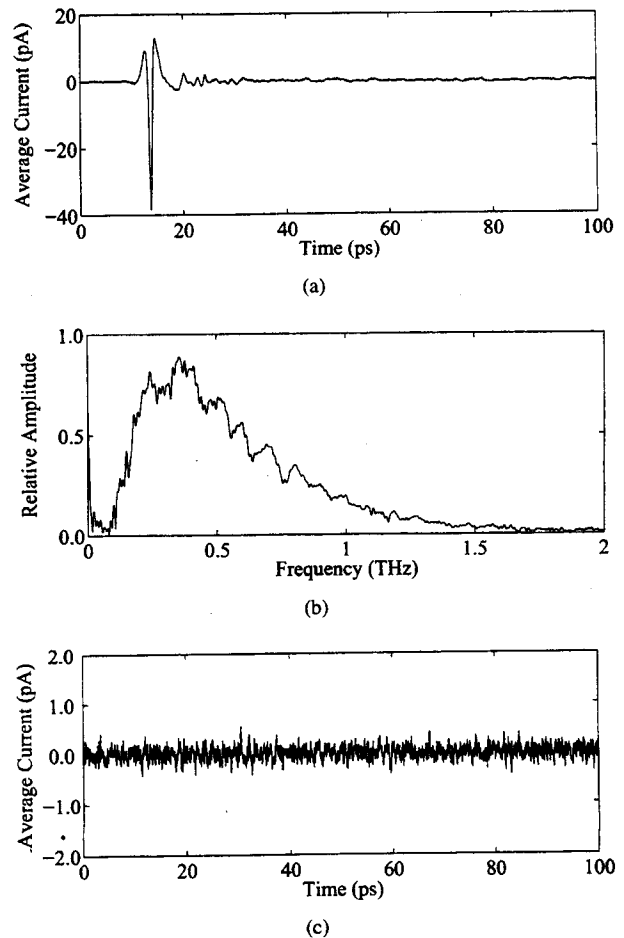 20
0
−20
−40
Average Current (pA)
0 20 40 60 80 100
Time (ps)
(a)
1.0
0.5
0.0
Relative Amplitude
0 0.5 1 1.5 2
Frequency (THz)
(b)
2.0
1.0
0.0
−1.0
−2.0
Average Current (pA)
0 20 40 60 80 100
Time (ps)
(c)